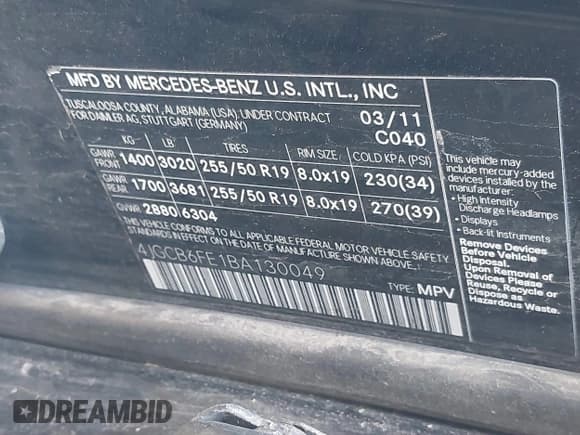 MFD BY MERCEDES-BENZ U.S. INTL., INC
TUSCALOOSA COUNTY, ALABAMA (USA), UNDER CONTRACT
FOR DAIMLER AG, STUTTGART (GERMANY)
03/11
C040
KG LB TIRES RIM SIZE COLD KPA (PSI)
GAWR FRONT 1400 3020 255/50 R19 8.0x19 230(34)
GAWR REAR 1700 3681 255/50 R19 8.0x19 270(39)
GVWR 2880 6304
THIS VEHICLE CONFORMS TO ALL APPLICABLE FEDERAL MOTOR VEHICLE SAFETY
STANDARDS IN EFFECT ON THE DATE OF MANUFACTURE SHOWN ABOVE.
4JGCB6FE1BA130049
TYPE: MPV
This vehicle may
include mercury-added
devices installed by the
manufacturer:
• High Intensity
Discharge Headlamps
• Displays
• Back-lit Instruments
Remove Devices
Before Vehicle
Disposal.
Upon Removal of
Devices Please
Reuse, Recycle or
Dispose as
Hazardous Waste.
DREAMBID